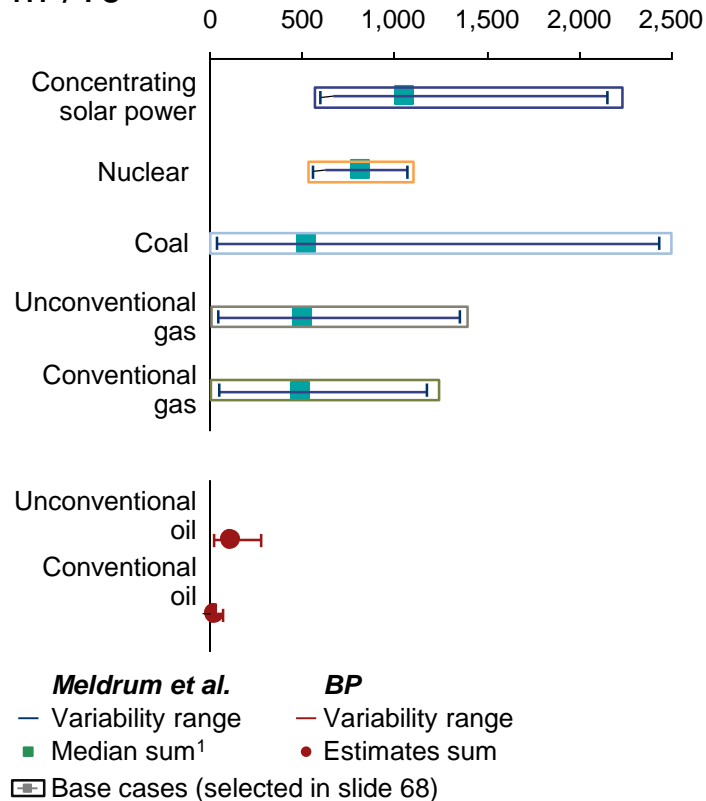 0 500 1,000 1,500 2,000 2,500
Concentrating
solar power
Nuclear
Coal
Unconventional
gas
Conventional
gas
Unconventional
oil
Conventional
oil
Meldrum et al. BP
Variability range Variability range
Median sum¹ Estimates sum
Base cases (selected in slide 68)